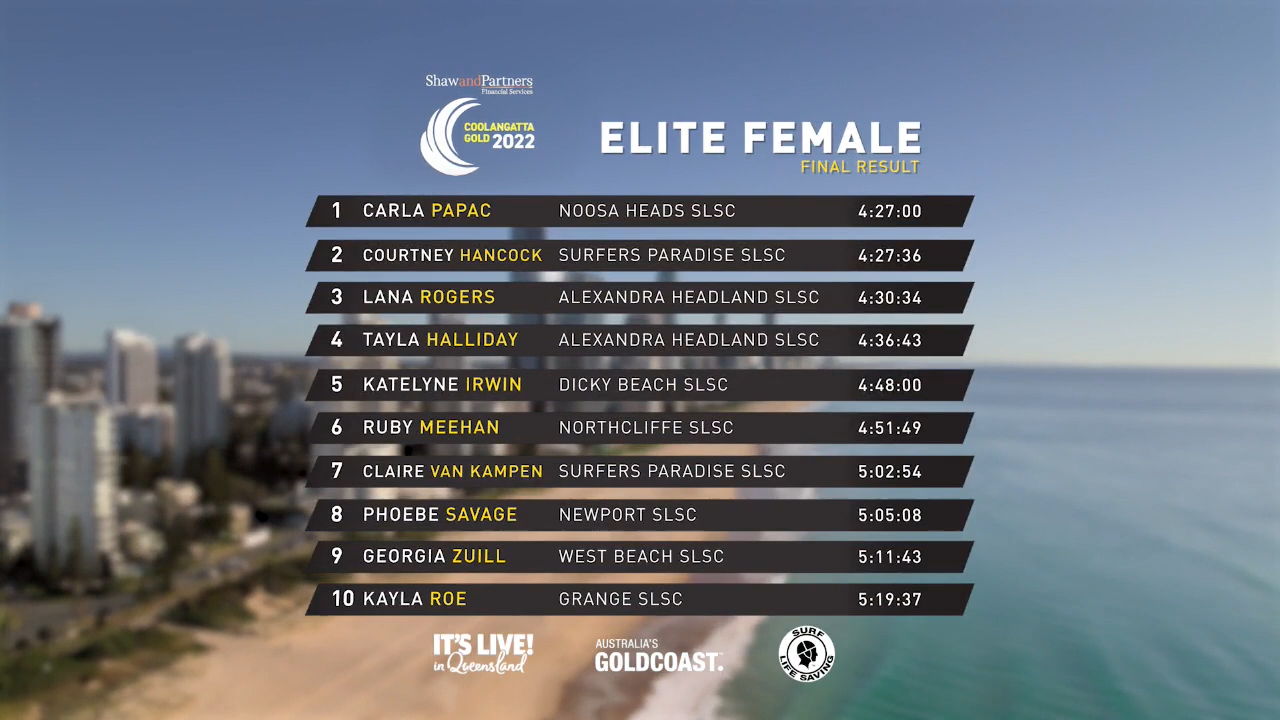 ShawandPartners
Financial Services
COOLANGATTA
GOLD 2022
ELITE FEMALE
FINAL RESULT
1 CARLA PAPAC NOOSA HEADS SLSC 4:27:00
2 COURTNEY HANCOCK SURFERS PARADISE SLSC 4:27:36
3 LANA ROGERS ALEXANDRA HEADLAND SLSC 4:30:34
4 TAYLA HALLIDAY ALEXANDRA HEADLAND SLSC 4:36:43
5 KATELYNE IRWIN DICKY BEACH SLSC 4:48:00
6 RUBY MEEHAN NORTHCLIFFE SLSC 4:51:49
7 CLAIRE VAN KAMPEN SURFERS PARADISE SLSC 5:02:54
8 PHOEBE SAVAGE NEWPORT SLSC 5:05:08
9 GEORGIA ZUILL WEST BEACH SLSC 5:11:43
10 KAYLA ROE GRANGE SLSC 5:19:37
IT'S LIVE!
in Queensland
AUSTRALIA'S
GOLDCOAST.
SURF
LIFE SAVING